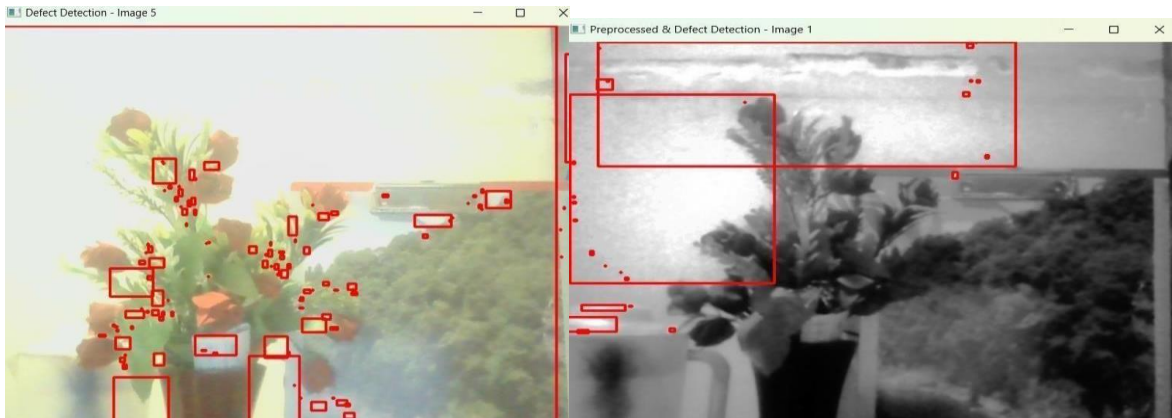 Defect Detection - Image 5
Preprocessed & Defect Detection - Image 1